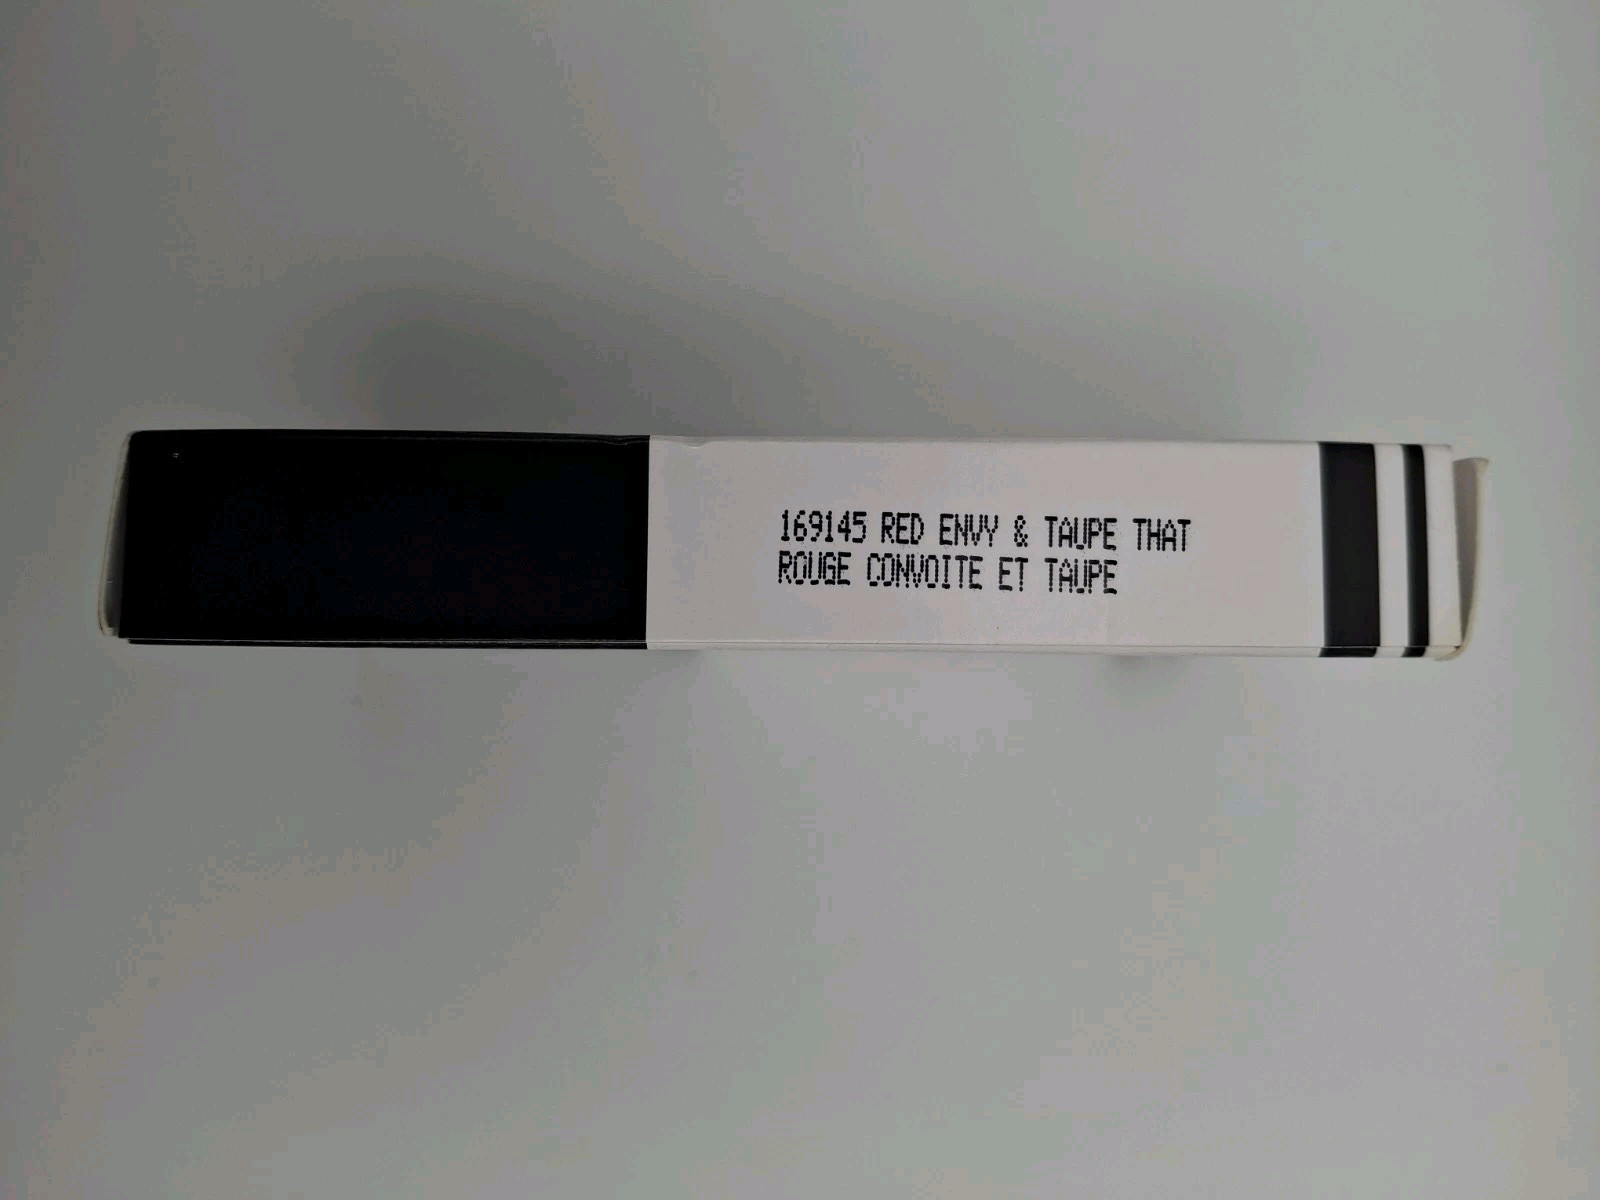 169145 RED ENVY & TAUPE THAT
ROUGE CONVOITE ET TAUPE